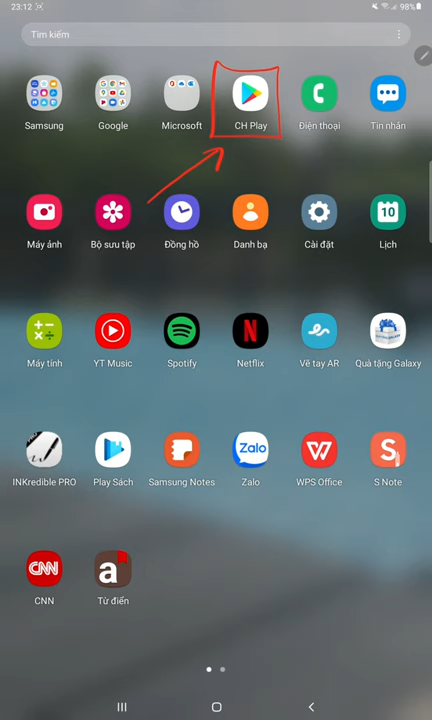 23:12 98%
Tìm kiếm
Samsung Google Microsoft CH Play Điện thoại Tin nhắn
Máy ảnh Bộ sưu tập Đồng hồ Danh bạ Cài đặt 10 Lịch
Máy tính YT Music Spotify Netflix Vẽ tay AR Quà tặng Galaxy
Zalo
INKredible PRO Play Sách Samsung Notes Zalo WPS Office S Note
CNN a
CNN Từ điển